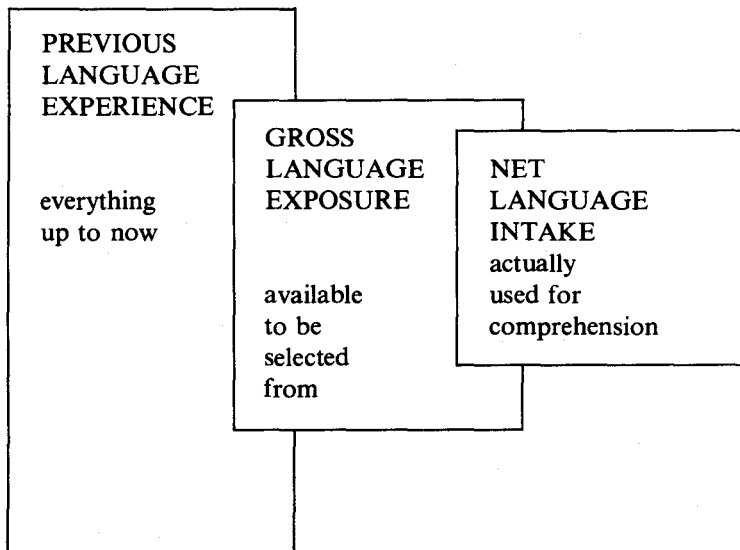 PREVIOUS
LANGUAGE
EXPERIENCE
everything
up to now
GROSS
LANGUAGE
EXPOSURE
available
to be
selected
from
NET
LANGUAGE
INTAKE
actually
used for
comprehension